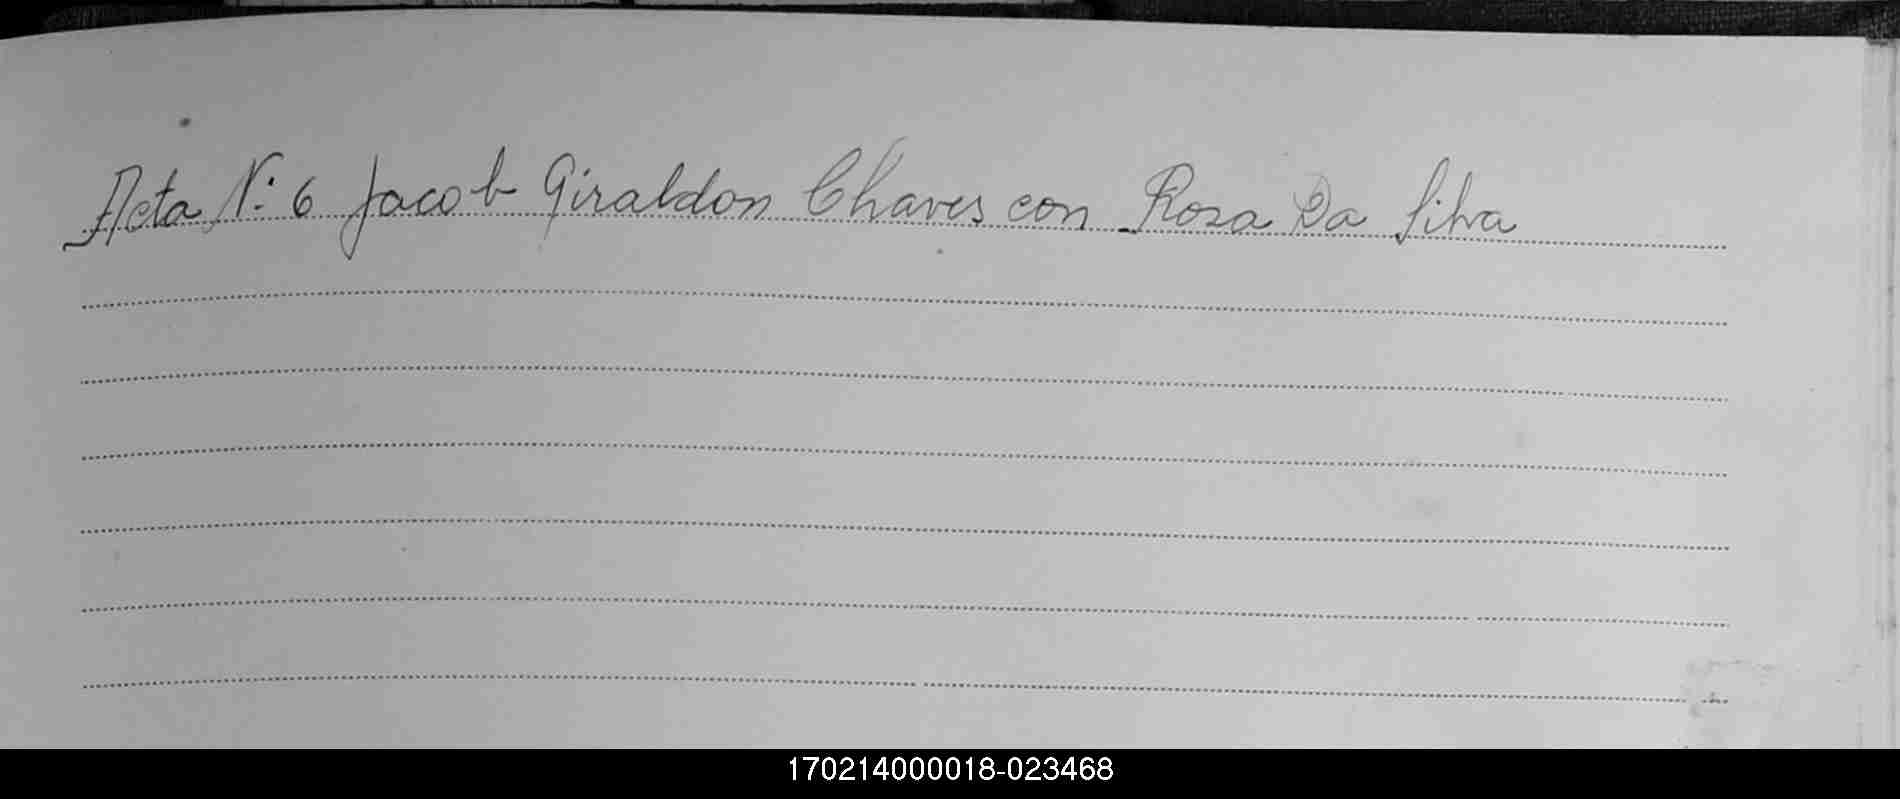 Acta N: 6 Jacob Giraldon Chaves con Rosa Da Silva
170214000018-023468